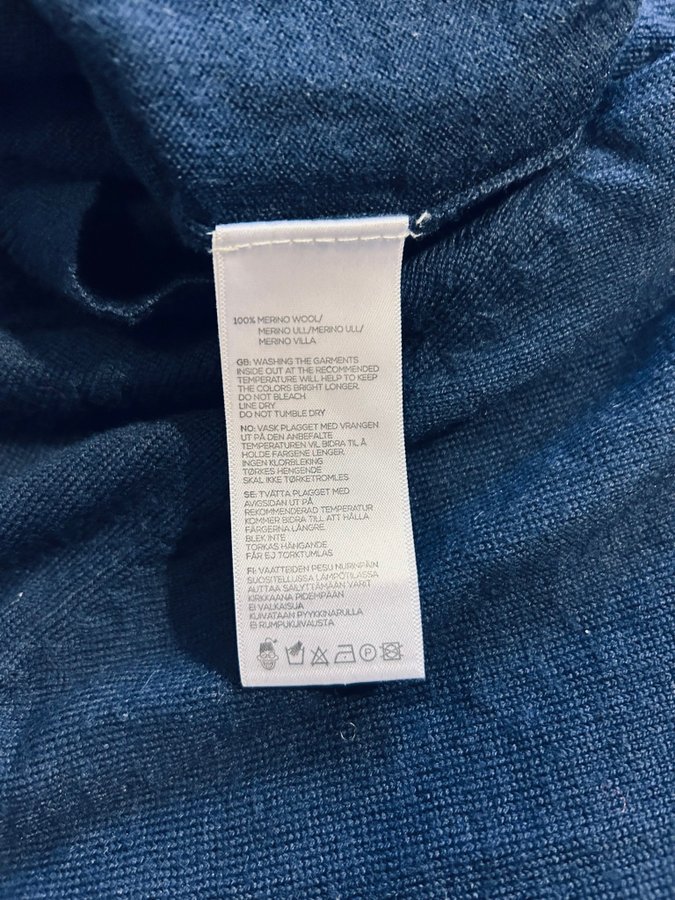 100% MERINO WOOL/
MERINO ULL/MERINO ULL/
MERINO VILLA
GB: WASHING THE GARMENTS
INSIDE OUT AT THE RECOMMENDED
TEMPERATURE WILL HELP TO KEEP
THE COLORS BRIGHT LONGER.
DO NOT BLEACH
LINE DRY
DO NOT TUMBLE DRY
NO: VASK PLAGGET MED VRANGEN
UT PÅ DEN ANBEFALTE
TEMPERATUREN VIL BIDRA TIL Å
HOLDE FARGENE LENGER.
INGEN KLORBLEKING
TØRKES HENGENDE
SKAL IKKE TØRKETROMLES
SE: TVÄTTA PLAGGET MED
AVIGSIDAN UT PÅ
REKOMMENDERAD TEMPERATUR
KOMMER BIDRA TILL ATT HÅLLA
FÄRGERNA LÄNGRE.
BLEK INTE
TORKAS HÄNGANDE
FÅR EJ TORKTUMLAS
FI: VAATTEIDEN PESU NURINPÄIN
SUOSITELLUSSA LÄMPÖTILASSA
AUTTAA SÄILYTTÄMÄÄN VÄRIT
KIRKKAANA PIDEMPÄÄN
EI VALKAISUA
KUIVATAAN PYYKKINARULLA
EI RUMPUKUIVAUSTA
P